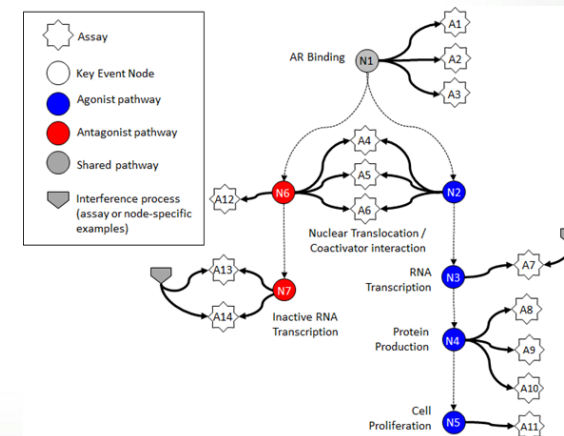 Assay
Key Event Node
Agonist pathway
Antagonist pathway
Shared pathway
Interference process
(assay or node-specific
examples)
AR Binding
N1
A1
A2
A3
A4
A5
A6
A12
N6
N2
Nuclear Translocation /
Coactivator interaction
A13
A14
N7
Inactive RNA
Transcription
RNA
Transcription
N3
A7
Protein
Production
N4
A8
A9
A10
Cell
Proliferation
N5
A11